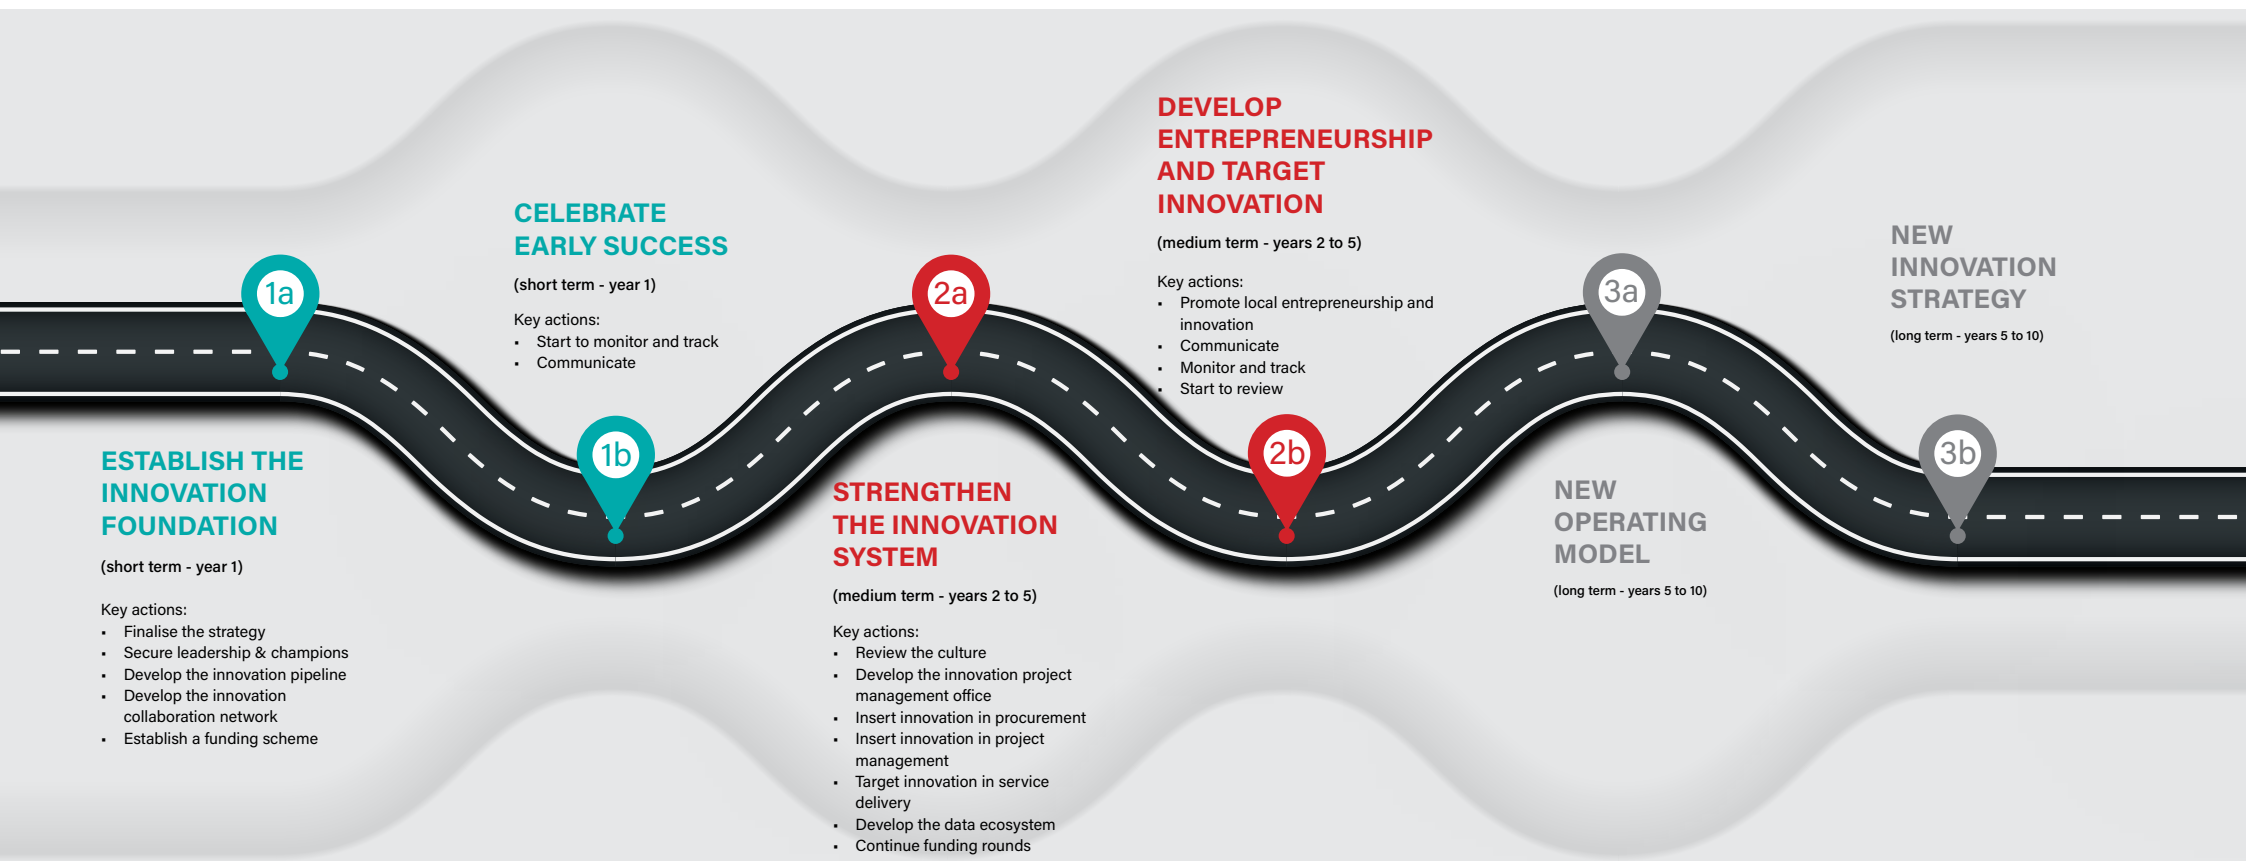 1a
ESTABLISH THE
INNOVATION
FOUNDATION
(short term - year 1)
Key actions:
▪ Finalise the strategy
▪ Secure leadership & champions
▪ Develop the innovation pipeline
▪ Develop the innovation
collaboration network
▪ Establish a funding scheme
CELEBRATE
EARLY SUCCESS
(short term - year 1)
Key actions:
▪ Start to monitor and track
▪ Communicate
1b
2a
STRENGTHEN
THE INNOVATION
SYSTEM
(medium term - years 2 to 5)
Key actions:
▪ Review the culture
▪ Develop the innovation project
management office
▪ Insert innovation in procurement
▪ Insert innovation in project
management
▪ Target innovation in service
delivery
▪ Develop the data ecosystem
▪ Continue funding rounds
DEVELOP
ENTREPRENEURSHIP
AND TARGET
INNOVATION
(medium term - years 2 to 5)
Key actions:
▪ Promote local entrepreneurship and
innovation
▪ Communicate
▪ Monitor and track
▪ Start to review
2b
3a
NEW
OPERATING
MODEL
(long term - years 5 to 10)
NEW
INNOVATION
STRATEGY
(long term - years 5 to 10)
3b